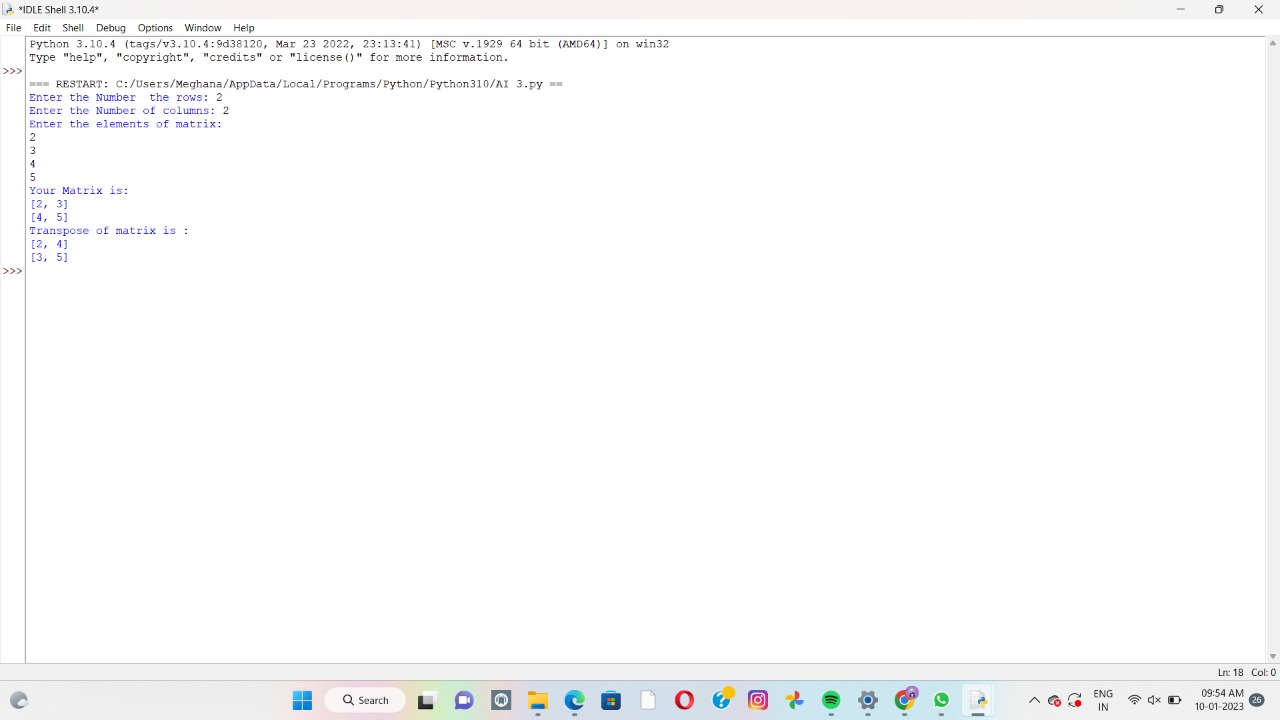 *IDLE Shell 3.10.4*
File Edit Shell Debug Options Window Help
Python 3.10.4 (tags/v3.10.4:9d38120, Mar 23 2022, 23:13:41) [MSC v.1929 64 bit (AMD64)] on win32
Type "help", "copyright", "credits" or "license()" for more information.
>>>
=== RESTART: C:/Users/Meghana/AppData/Local/Programs/Python/Python310/AI 3.py ==
Enter the Number  the rows: 2
Enter the Number of columns: 2
Enter the elements of matrix:
2
3
4
5
Your Matrix is:
[2, 3]
[4, 5]
Transpose of matrix is :
[2, 4]
[3, 5]
>>>
Ln: 18 Col: 0
Search
ENG
IN
09:54 AM
10-01-2023
26